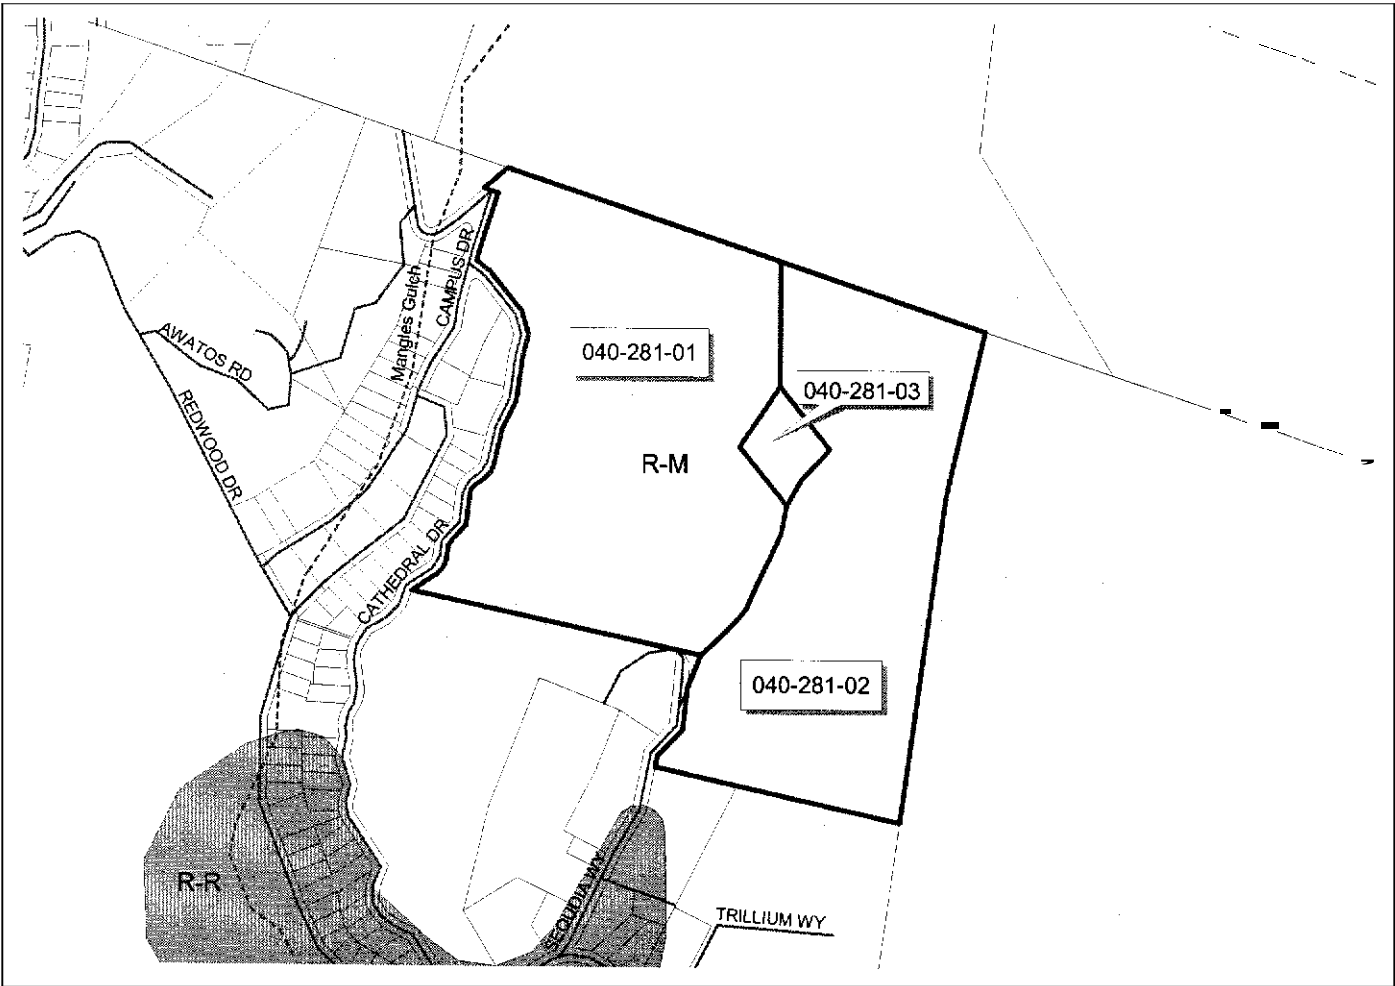 CAMPUS DR
Mangles Gulch
AWATOS RD
040-281-01
040-281-03
REDWOOD DR
R-M
CATHEDRAL DR
040-281-02
R-R
SEQUOIA WY
TRILLIUM WY